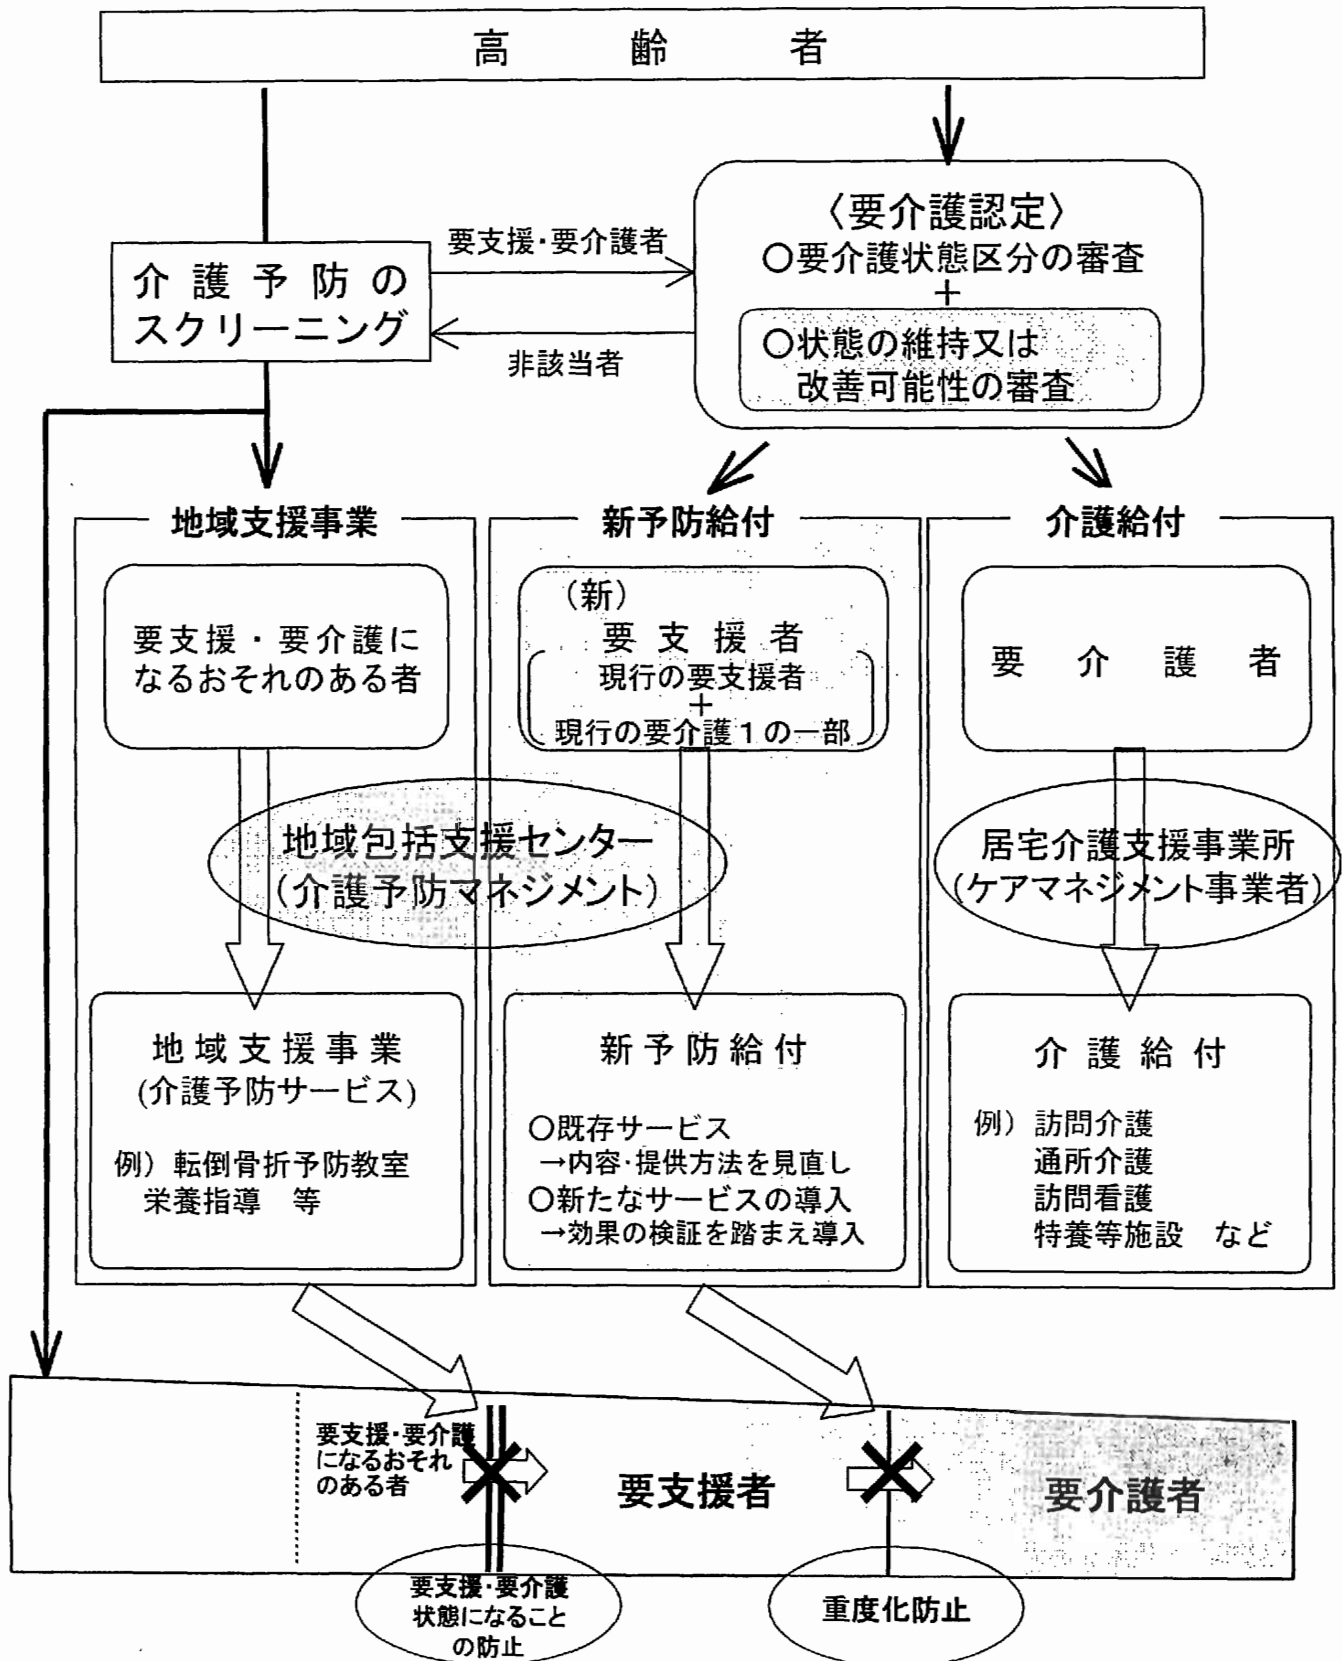 高齢者
〈要介護認定〉
○要介護状態区分の審査
＋
○状態の維持又は
改善可能性の審査
要支援・要介護者
介護予防の
スクリーニング
非該当者
地域支援事業
要支援・要介護に
なるおそれのある者
新予防給付
（新）
要支援者
現行の要支援者
＋
現行の要介護１の一部
介護給付
要介護者
地域包括支援センター
（介護予防マネジメント）
居宅介護支援事業所
（ケアマネジメント事業者）
地域支援事業
(介護予防サービス)
例）転倒骨折予防教室
栄養指導　等
新予防給付
○既存サービス
→内容・提供方法を見直し
○新たなサービスの導入
→効果の検証を踏まえ導入
介護給付
例）訪問介護
通所介護
訪問看護
特養等施設　など
要支援・要介護
になるおそれ
のある者
要支援者
要介護者
要支援・要介護
状態になること
の防止
重度化防止